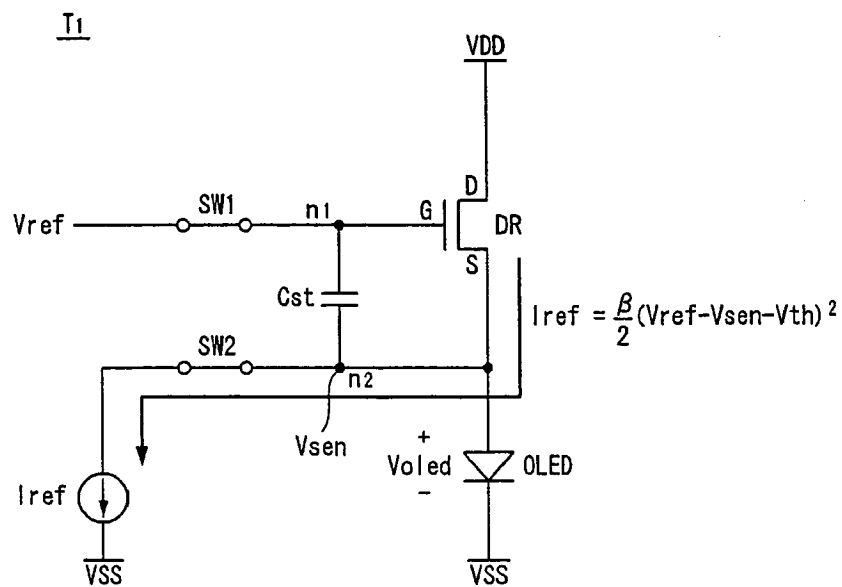 T1
VDD
D
SW1
n1
G
DR
Vref
S
Cst
Iref = β/2 (Vref-Vsen-Vth)²
SW2
n2
Vsen
+
Voled
-
OLED
Iref
VSS
VSS